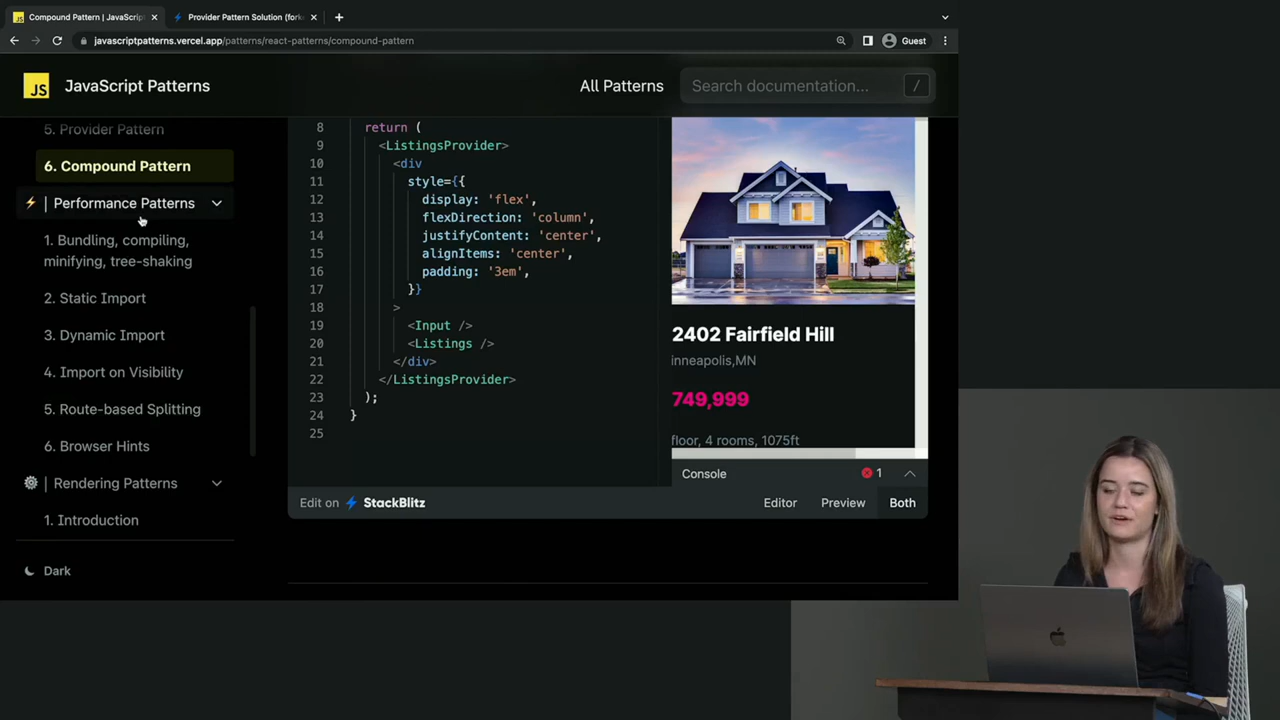 Compound Pattern | JavaScript
Provider Pattern Solution (fork
javascriptpatterns.vercel.app/patterns/react-patterns/compound-pattern
Guest
JS
JavaScript Patterns
All Patterns
Search documentation...
/
5. Provider Pattern
6. Compound Pattern
| Performance Patterns
1. Bundling, compiling,
minifying, tree-shaking
2. Static Import
3. Dynamic Import
4. Import on Visibility
5. Route-based Splitting
6. Browser Hints
| Rendering Patterns
1. Introduction
Dark
8 return (
9 <ListingsProvider>
10 <div
11 style={{
12 display: 'flex',
13 flexDirection: 'column',
14 justifyContent: 'center',
15 alignItems: 'center',
16 padding: '3em',
17 }}
18 >
19 <Input />
20 <Listings />
21 </div>
22 </ListingsProvider>
23 );
24 }
25
2402 Fairfield Hill
inneapolis,MN
749,999
floor, 4 rooms, 1075ft
Console
1
Edit on StackBlitz
Editor
Preview
Both